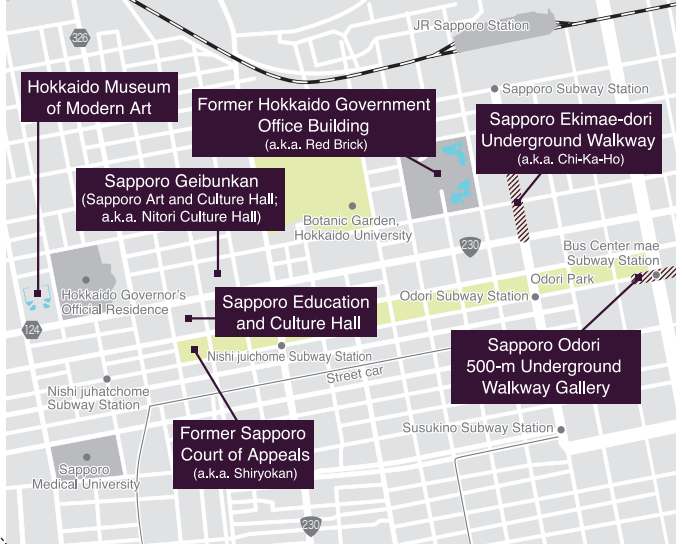 JR Sapporo Station
326
Hokkaido Museum
of Modern Art
Former Hokkaido Government
Office Building
(a.k.a. Red Brick)
Sapporo Subway Station
Sapporo Ekimae-dori
Underground Walkway
(a.k.a. Chi-Ka-Ho)
Sapporo Geibunkan
(Sapporo Art and Culture Hall;
a.k.a. Nitori Culture Hall)
Botanic Garden,
Hokkaido University
230
Bus Center mae
Subway Station
Odori Park
Hokkaido Governor's
Official Residence
Odori Subway Station
Sapporo Education
and Culture Hall
124
Nishi juichome Subway Station
Street car
Sapporo Odori
500-m Underground
Walkway Gallery
Nishi juhatchome
Subway Station
Former Sapporo
Court of Appeals
(a.k.a. Shiryokan)
Susukino Subway Station
Sapporo
Medical University
230